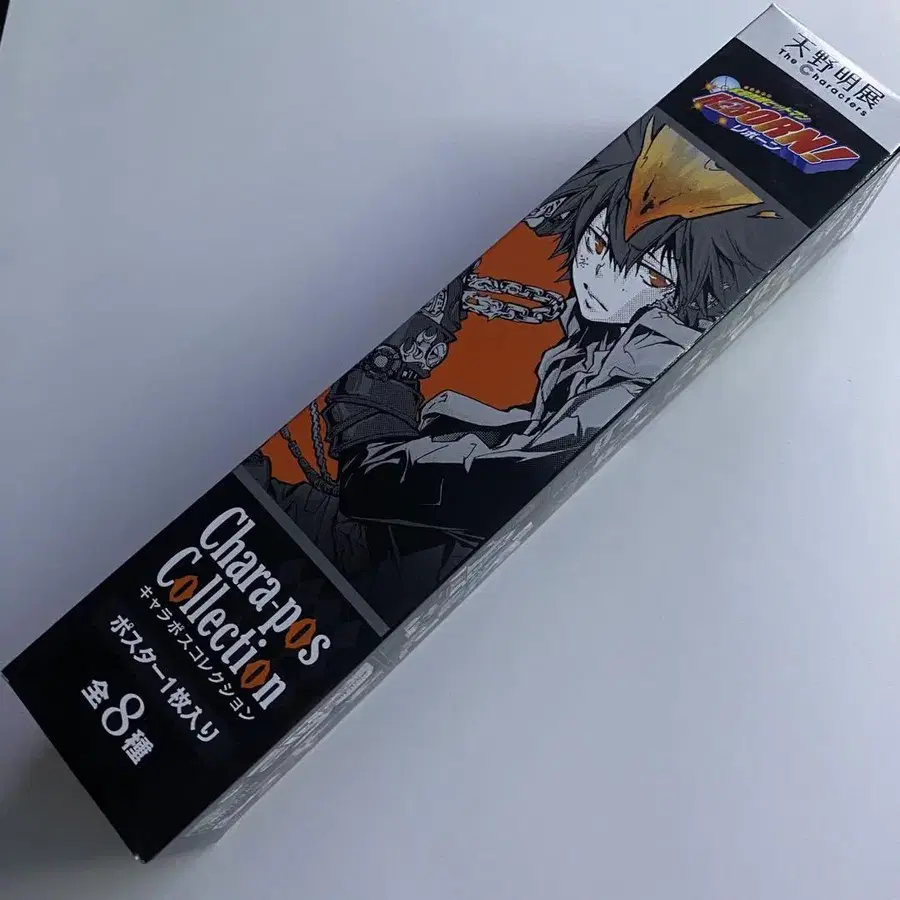 天野明展
The Characters
REBORN!
リボーン
Chara-pos
Collection
キャラポスコレクション
ポスター1枚入り
全8種